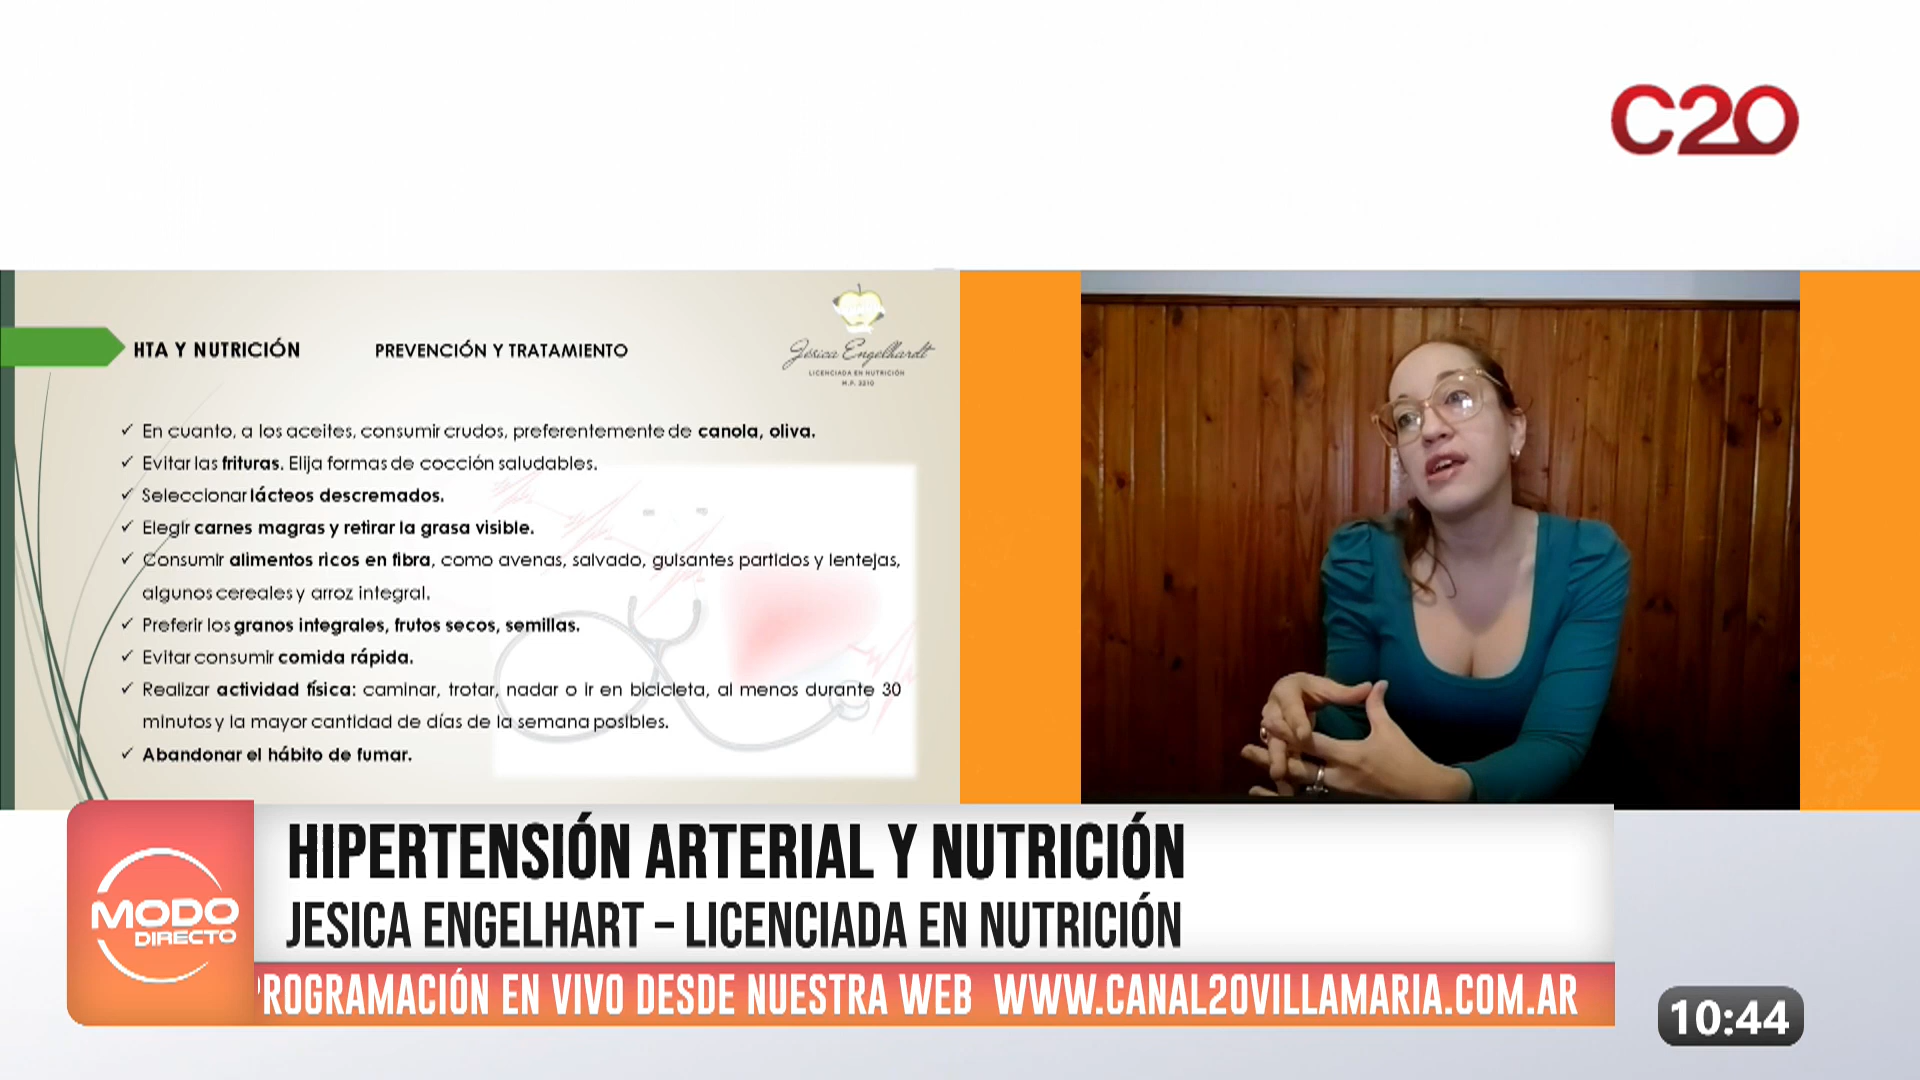 C20
HTA Y NUTRICIÓN PREVENCIÓN Y TRATAMIENTO
Jesica Engelhardt
LICENCIADA EN NUTRICIÓN
M.P. 3210
✓ En cuanto, a los aceites, consumir crudos, preferentemente de canola, oliva.
✓ Evitar las frituras. Elija formas de cocción saludables.
✓ Seleccionar lácteos descremados.
✓ Elegir carnes magras y retirar la grasa visible.
✓ Consumir alimentos ricos en fibra, como avenas, salvado, guisantes partidos y lentejas,
algunos cereales y arroz integral.
✓ Preferir los granos integrales, frutos secos, semillas.
✓ Evitar consumir comida rápida.
✓ Realizar actividad física: caminar, trotar, nadar o ir en bicicleta, al menos durante 30
minutos y la mayor cantidad de días de la semana posibles.
✓ Abandonar el hábito de fumar.
HIPERTENSIÓN ARTERIAL Y NUTRICIÓN
JESICA ENGELHART – LICENCIADA EN NUTRICIÓN
MODO
DIRECTO
PROGRAMACIÓN EN VIVO DESDE NUESTRA WEB WWW.CANAL20VILLAMARIA.COM.AR
10:44